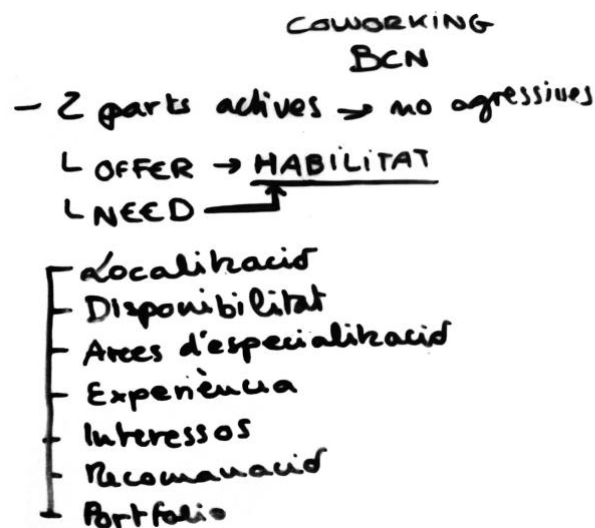 COWORKING
BCN
- 2 parts actives → no agressives
└ OFFER → HABILITAT
└ NEED
Localització
Disponibilitat
Arees d'especialització
Experiència
Interessos
Recomanació
Portfolio